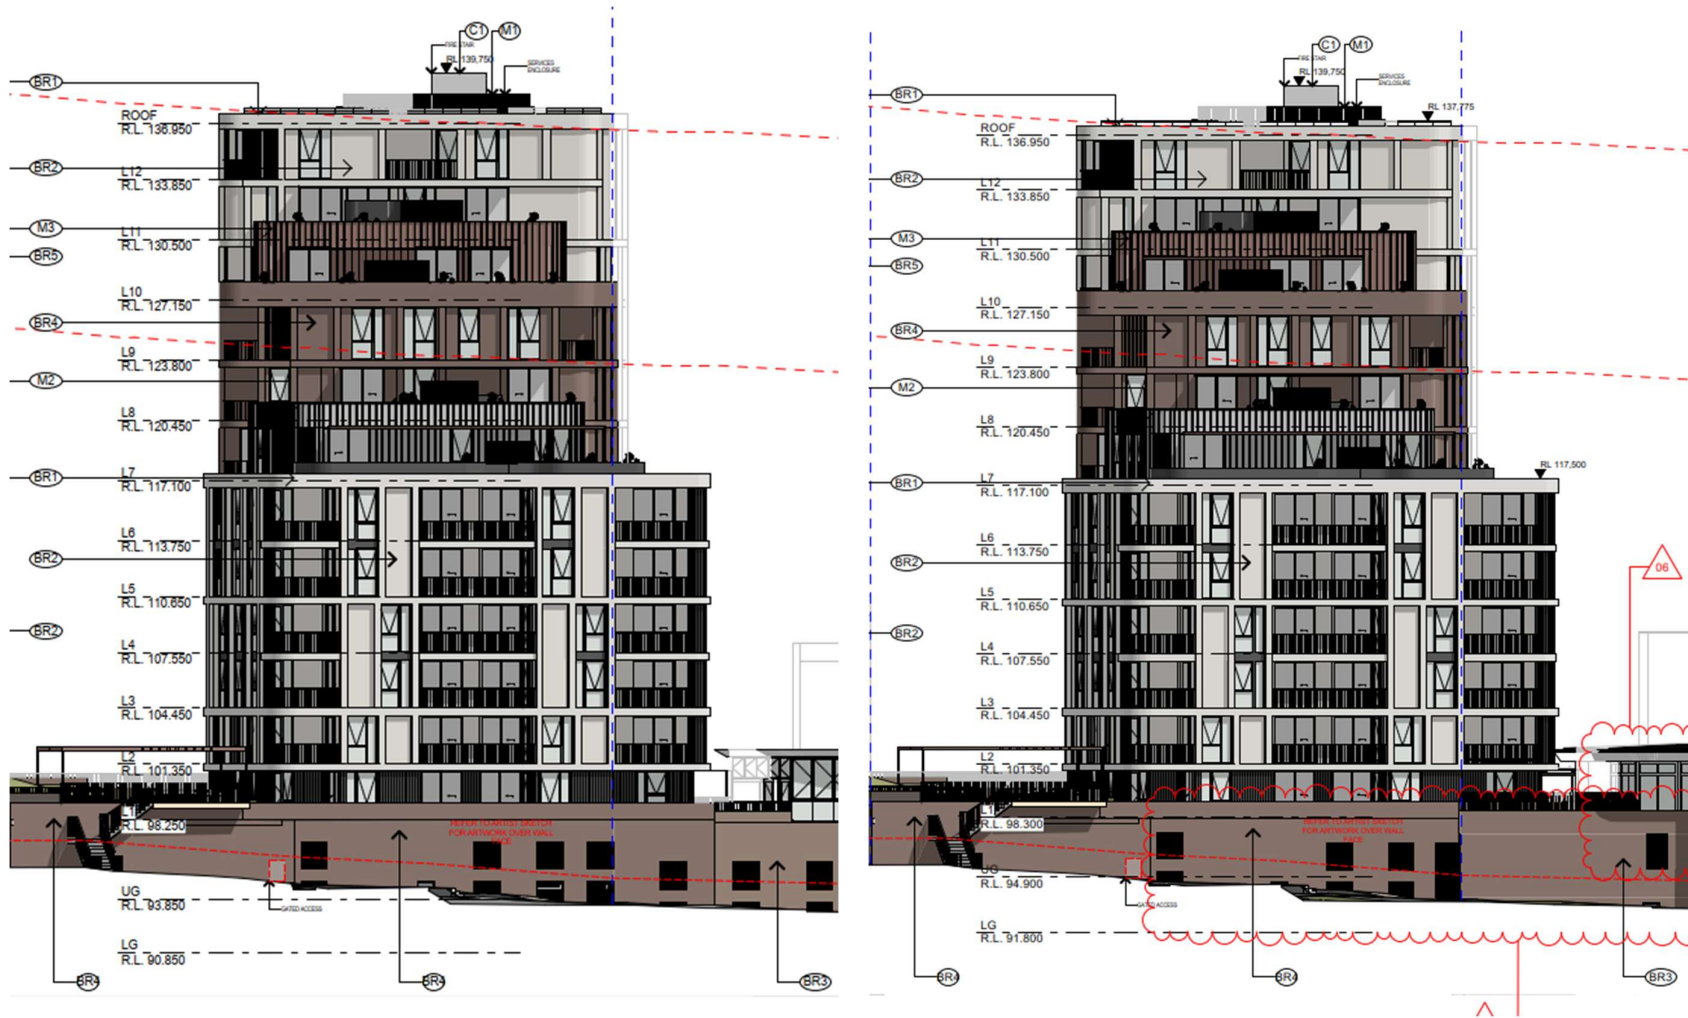 C1
M1
FIRE STAIR
RL 139,750
SERVICES
ENCLOSURE
BR1
ROOF
R.L. 136.950
BR2
L12
R.L. 133.850
M3
L11
R.L. 130.500
BR5
L10
R.L. 127.150
BR4
L9
R.L. 123.800
M2
L8
R.L. 120.450
BR1
L7
R.L. 117.100
L6
R.L. 113.750
BR2
L5
R.L. 110.650
BR2
L4
R.L. 107.550
L3
R.L. 104.450
L2
R.L. 101.350
L1
R.L. 98.250
REFER TO ARTIST SKETCH
FOR ARTWORK OVER WALL
FACE
UG
R.L. 93.850
GATED ACCESS
LG
R.L. 90.850
BR4
BR4
BR3
C1
M1
FIRE STAIR
RL 139,750
SERVICES
ENCLOSURE
BR1
RL 137,775
ROOF
R.L. 136.950
BR2
L12
R.L. 133.850
M3
L11
R.L. 130.500
BR5
L10
R.L. 127.150
BR4
L9
R.L. 123.800
M2
L8
R.L. 120.450
RL 117,500
BR1
L7
R.L. 117.100
L6
R.L. 113.750
BR2
06
L5
R.L. 110.650
BR2
L4
R.L. 107.550
L3
R.L. 104.450
L2
R.L. 101.350
L1
R.L. 98.300
REFER TO ARTIST SKETCH
FOR ARTWORK OVER WALL
FACE
UG
R.L. 94.900
GATED ACCESS
LG
R.L. 91.800
BR4
BR4
BR3